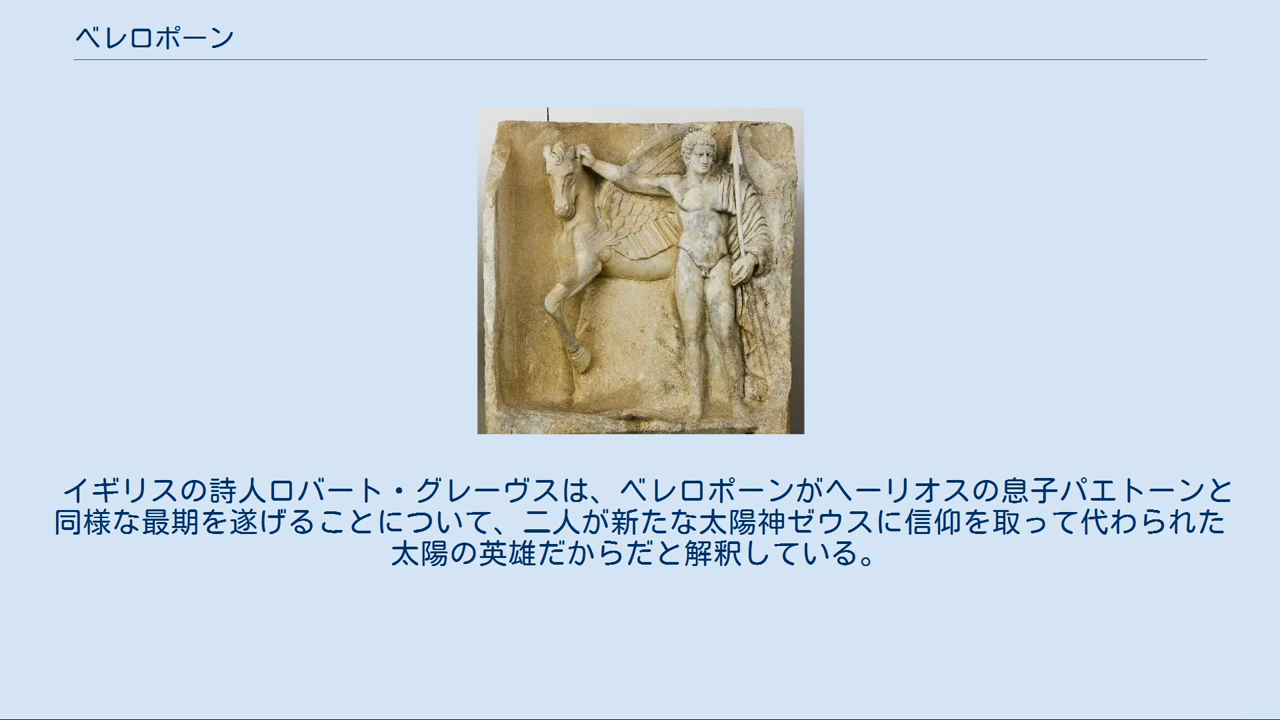 ベレロポーン
イギリスの詩人ロバート・グレーヴスは、ベレロポーンがヘーリオスの息子パエトーンと
同様な最期を遂げることについて、二人が新たな太陽神ゼウスに信仰を取って代わられた
太陽の英雄だからだと解釈している。